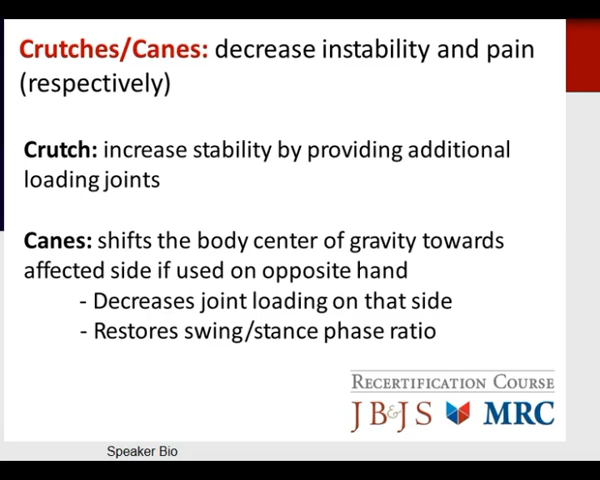 Crutches/Canes: decrease instability and pain
(respectively)
Crutch: increase stability by providing additional
loading joints
Canes: shifts the body center of gravity towards
affected side if used on opposite hand
- Decreases joint loading on that side
- Restores swing/stance phase ratio
RECERTIFICATION COURSE
JB&JS MRC
Speaker Bio